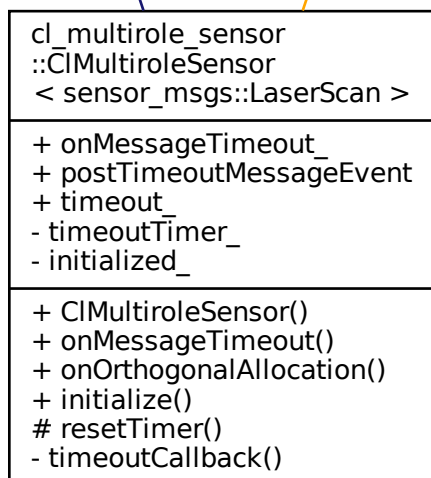 cl_multirole_sensor
::ClMultiroleSensor
< sensor_msgs::LaserScan >
+ onMessageTimeout_
+ postTimeoutMessageEvent
+ timeout_
- timeoutTimer_
- initialized_
+ ClMultiroleSensor()
+ onMessageTimeout()
+ onOrthogonalAllocation()
+ initialize()
# resetTimer()
- timeoutCallback()